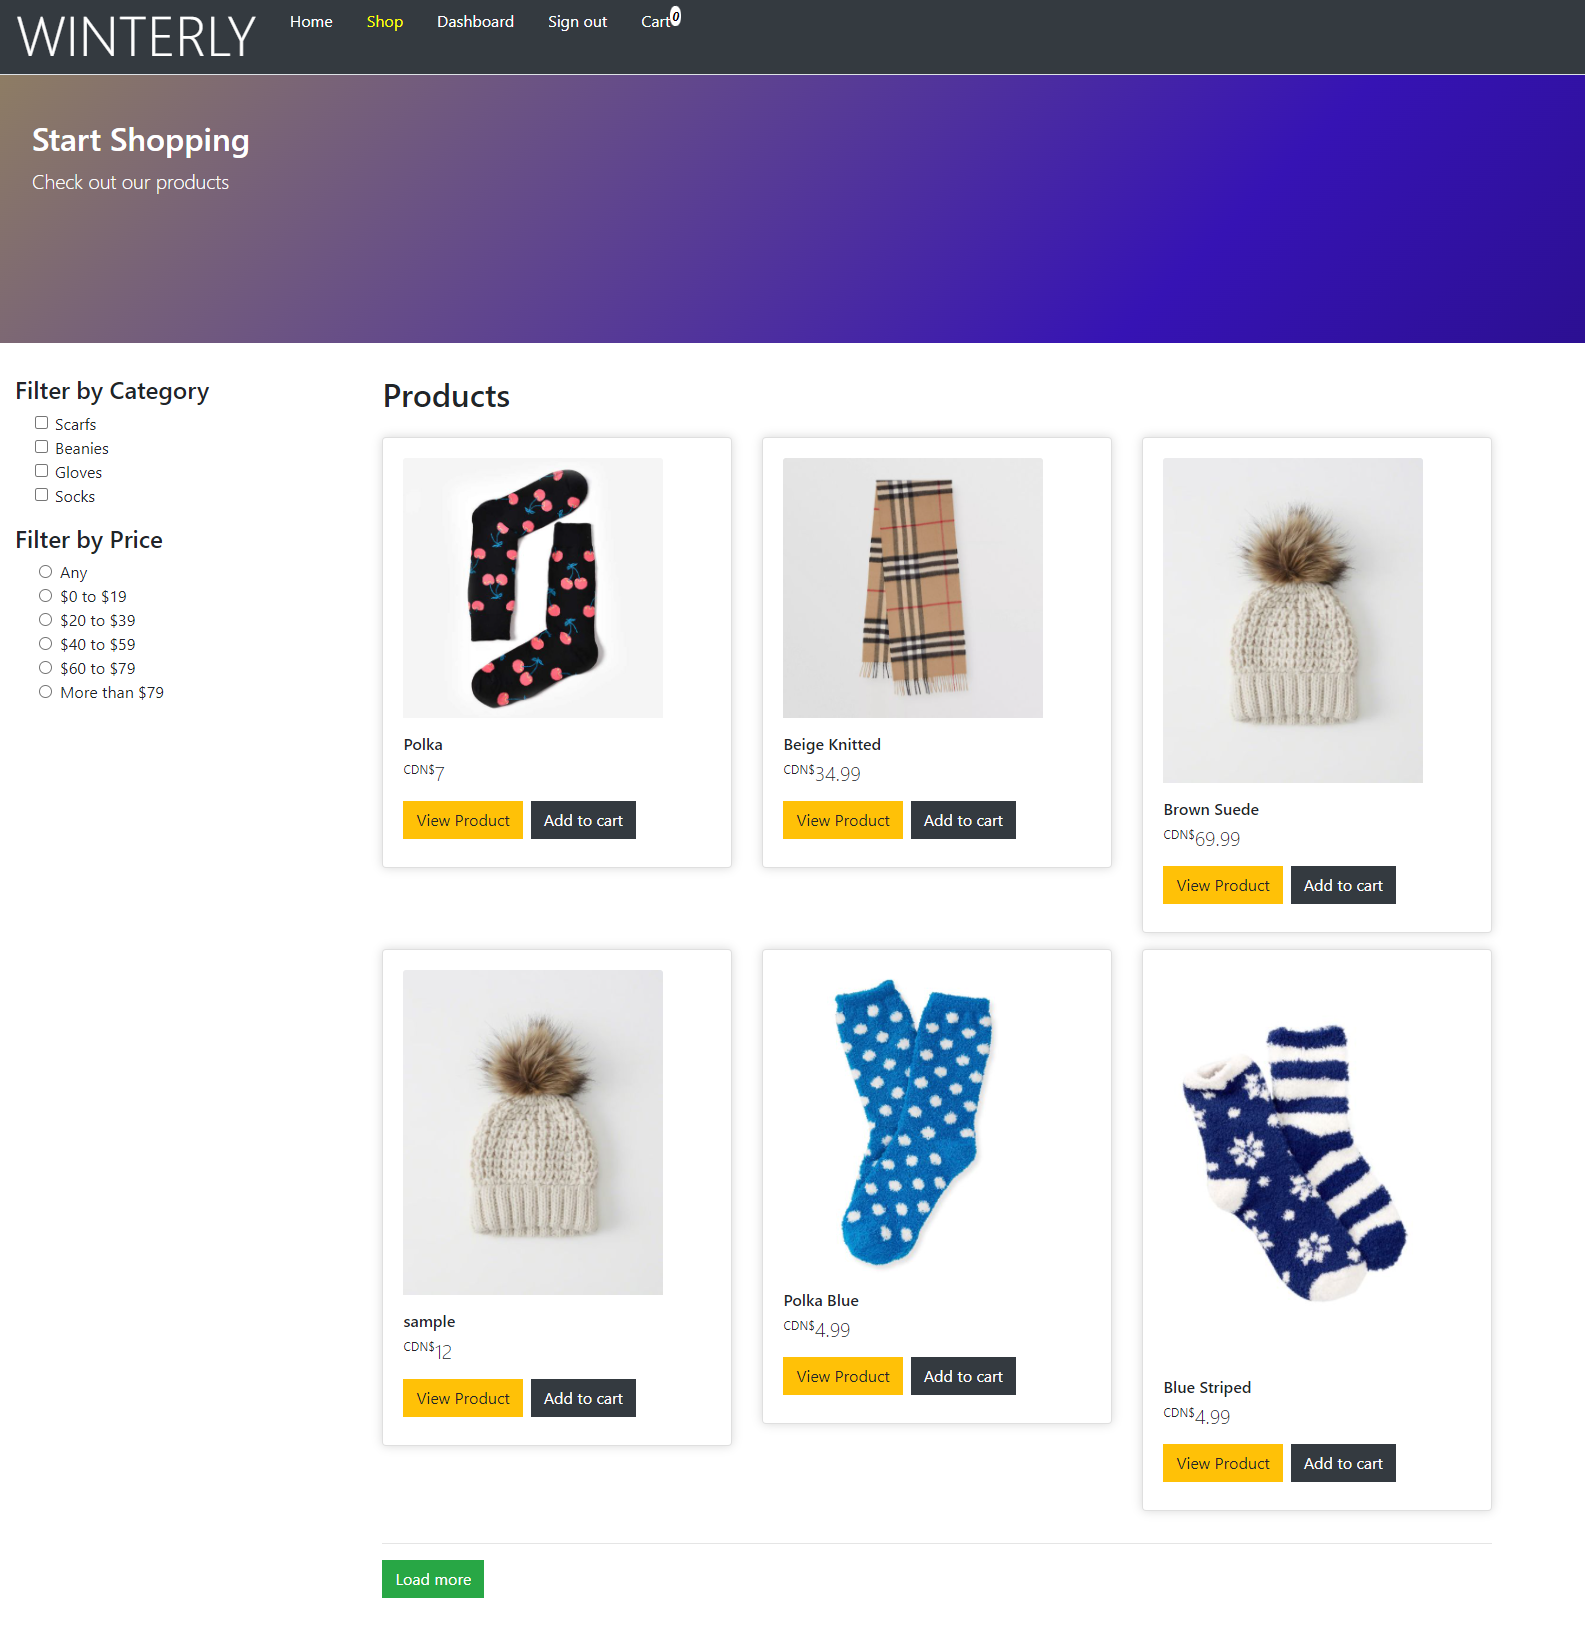 WINTERLY
Home Shop Dashboard Sign out Cart 0
Start Shopping
Check out our products
Filter by Category
Scarfs
Beanies
Gloves
Socks
Filter by Price
Any
$0 to $19
$20 to $39
$40 to $59
$60 to $79
More than $79
Products
Polka
CDN$7
View Product Add to cart
Beige Knitted
CDN$34.99
View Product Add to cart
Brown Suede
CDN$69.99
View Product Add to cart
sample
CDN$12
View Product Add to cart
Polka Blue
CDN$4.99
View Product Add to cart
Blue Striped
CDN$4.99
View Product Add to cart
Load more